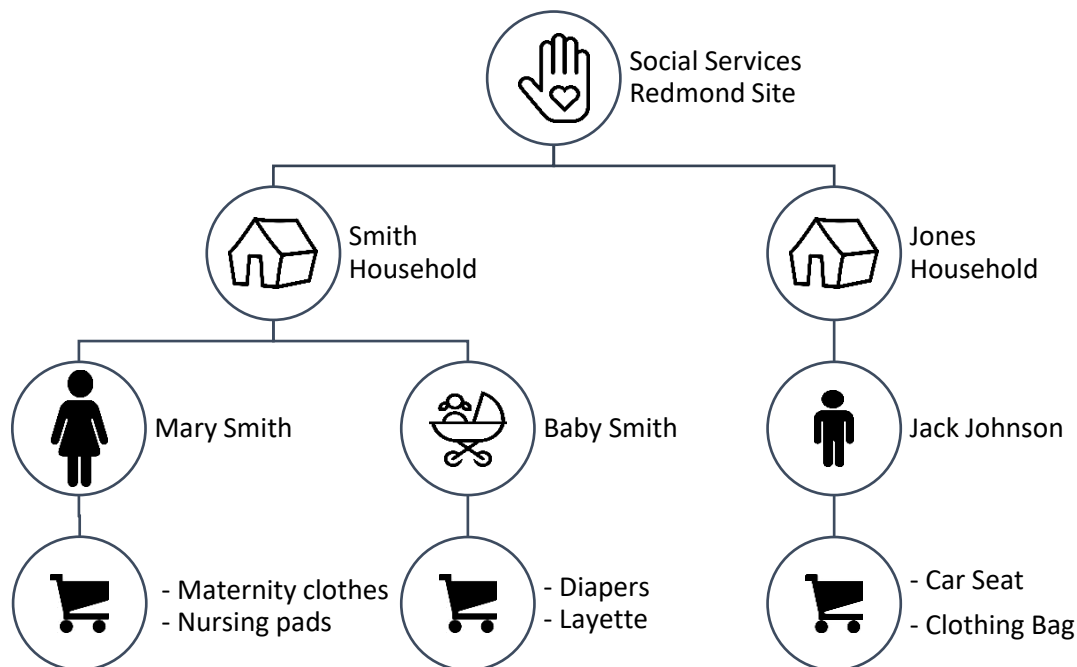 Social Services
Redmond Site
Smith
Household
Jones
Household
Mary Smith
Baby Smith
Jack Johnson
- Maternity clothes
- Nursing pads
- Diapers
- Layette
- Car Seat
- Clothing Bag